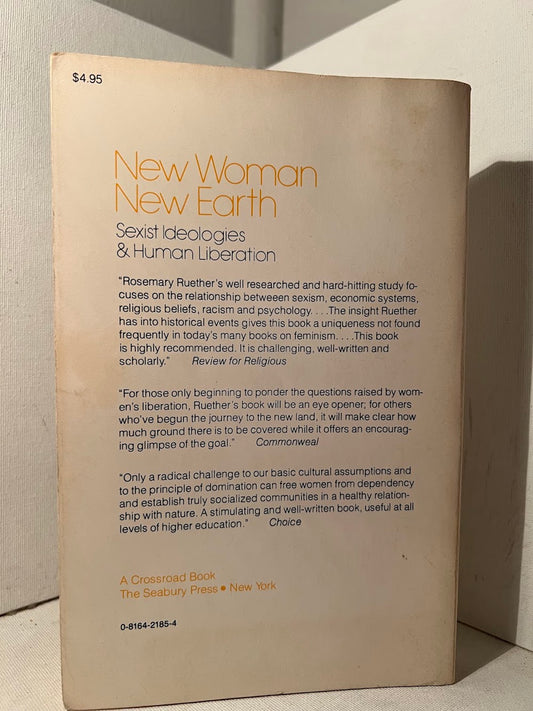 $4.95
New Woman
New Earth
Sexist Ideologies
& Human Liberation
“Rosemary Ruether’s well researched and hard-hitting study fo-
cuses on the relationship betweeen sexism, economic systems,
religious beliefs, racism and psychology. . . .The insight Ruether
has into historical events gives this book a uniqueness not found
frequently in today’s many books on feminism. . . .This book
is highly recommended. It is challenging, well-written and
scholarly.” Review for Religious
“For those only beginning to ponder the questions raised by wom-
en’s liberation, Ruether’s book will be an eye opener; for others
who’ve begun the journey to the new land, it will make clear how
much ground there is to be covered while it offers an encourag-
ing glimpse of the goal.” Commonweal
“Only a radical challenge to our basic cultural assumptions and
to the principle of domination can free women from dependency
and establish truly socialized communities in a healthy relation-
ship with nature. A stimulating and well-written book, useful at all
levels of higher education.” Choice
A Crossroad Book
The Seabury Press • New York
0-8164-2185-4